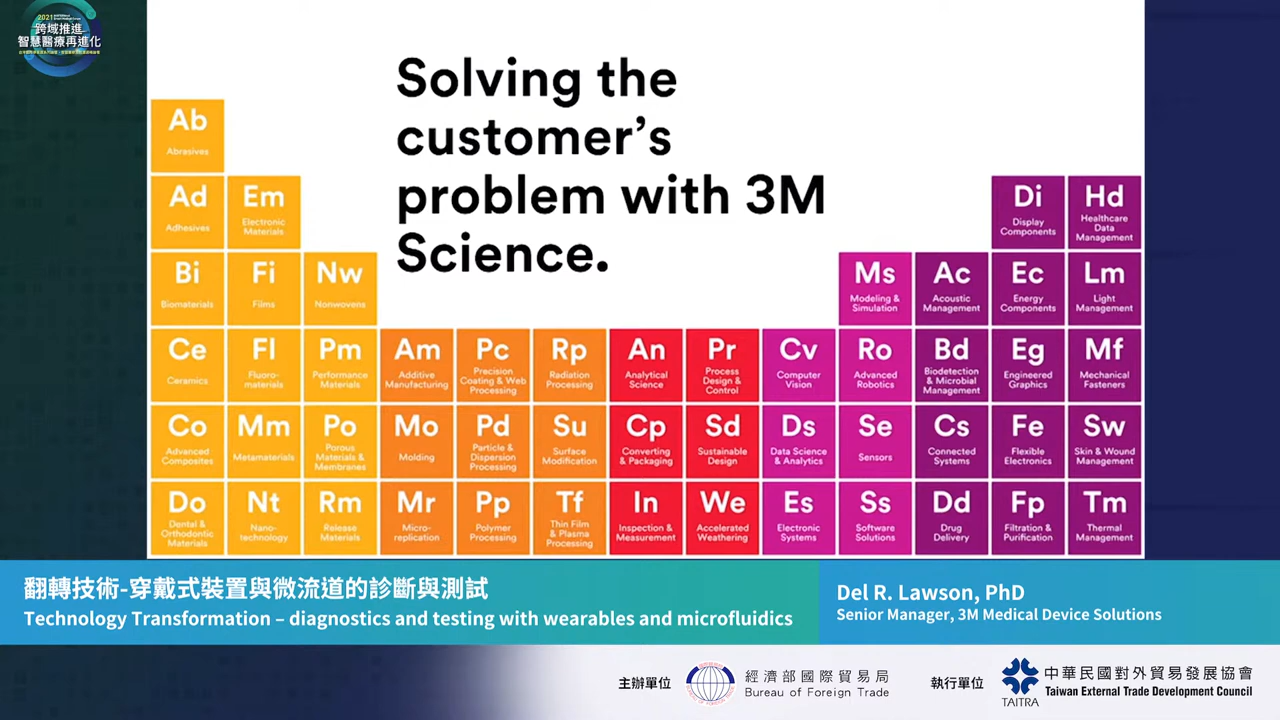 2021
跨域推進
智慧醫療再進化
Solving the
customer's
problem with 3M
Science.
Ab
Abrasives
Ad
Adhesives
Em
Electronic
Materials
Di
Display
Components
Hd
Healthcare
Data
Management
Bi
Biomaterials
Fi
Films
Nw
Nonwovens
Ms
Modeling &
Simulation
Ac
Acoustic
Management
Ec
Energy
Components
Lm
Light
Management
Ce
Ceramics
Fl
Fluoro-
materials
Pm
Performance
Materials
Am
Additive
Manufacturing
Pc
Precision
Coating & Web
Processing
Rp
Radiation
Processing
An
Analytical
Science
Pr
Process
Design &
Control
Cv
Computer
Vision
Ro
Advanced
Robotics
Bd
Biodetection
& Microbial
Management
Eg
Engineered
Graphics
Mf
Mechanical
Fasteners
Co
Advanced
Composites
Mm
Metamaterials
Po
Porous
Materials &
Membranes
Mo
Molding
Pd
Particle &
Dispersion
Processing
Su
Surface
Modification
Cp
Converting
& Packaging
Sd
Sustainable
Design
Ds
Data Science
& Analytics
Se
Sensors
Cs
Connected
Systems
Fe
Flexible
Electronics
Sw
Skin & Wound
Management
Do
Dental &
Orthodontic
Materials
Nt
Nano-
technology
Rm
Release
Materials
Mr
Micro-
replication
Pp
Polymer
Processing
Tf
Thin Film
& Plasma
Processing
In
Inspection &
Measurement
We
Accelerated
Weathering
Es
Electronic
Systems
Ss
Software
Solutions
Dd
Drug
Delivery
Fp
Filtration &
Purification
Tm
Thermal
Management
翻轉技術-穿戴式裝置與微流道的診斷與測試
Technology Transformation – diagnostics and testing with wearables and microfluidics
Del R. Lawson, PhD
Senior Manager, 3M Medical Device Solutions
主辦單位
經濟部國際貿易局
Bureau of Foreign Trade
執行單位
TAITRA
中華民國對外貿易發展協會
Taiwan External Trade Development Council